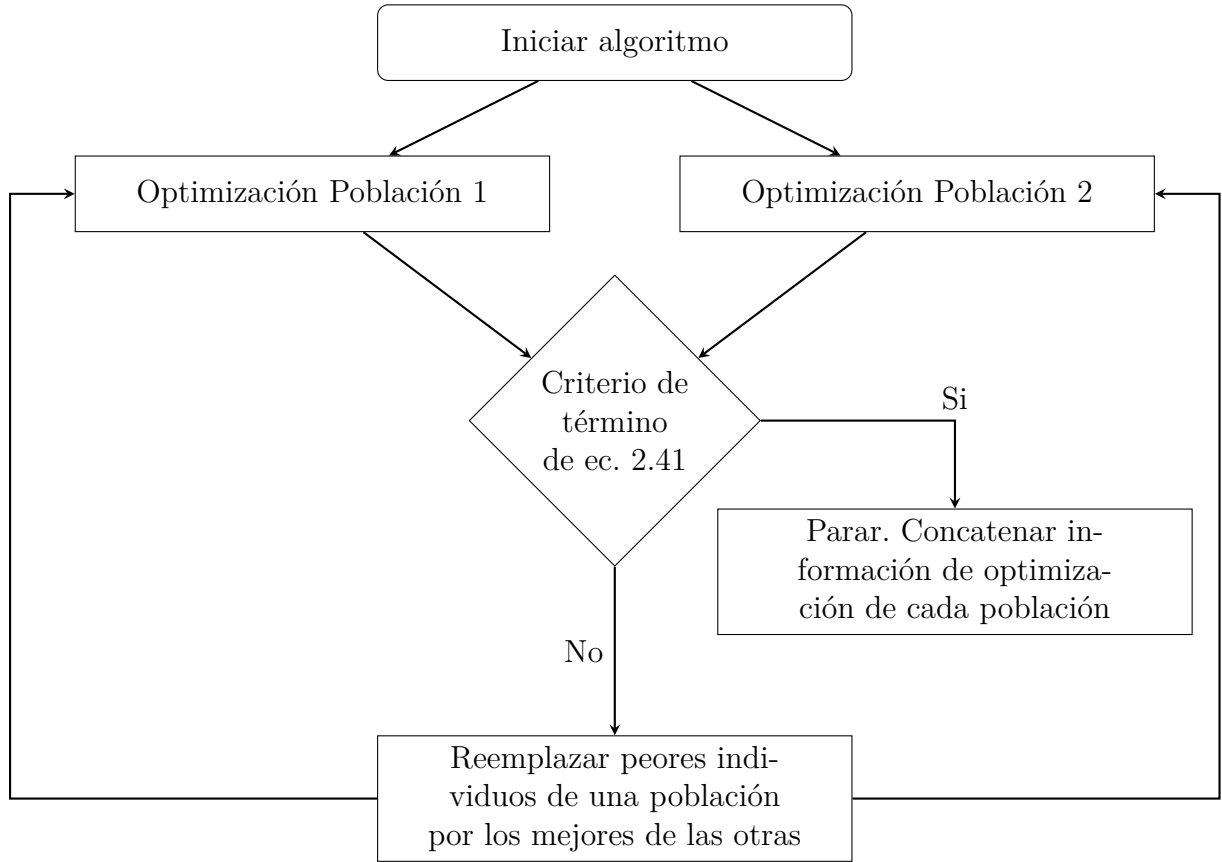 Iniciar algoritmo
Optimización Población 1
Optimización Población 2
Criterio de
término
de ec. 2.41
Si
Parar. Concatenar in-
formación de optimiza-
ción de cada población
No
Reemplazar peores indi-
viduos de una población
por los mejores de las otras